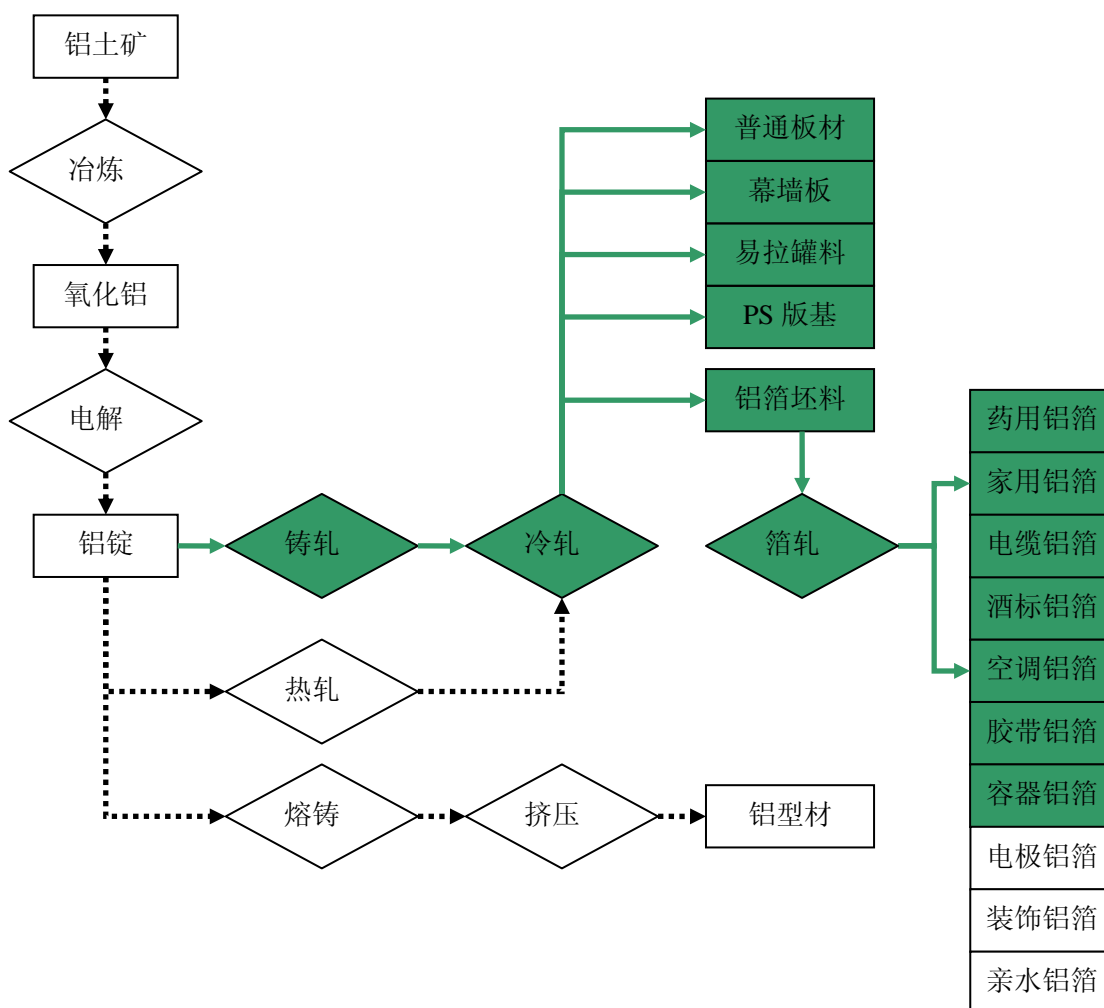 铝土矿
冶炼
氧化铝
电解
铝锭
铸轧
冷轧
热轧
熔铸
挤压
铝型材
普通板材
幕墙板
易拉罐料
PS 版基
铝箔坯料
箔轧
药用铝箔
家用铝箔
电缆铝箔
酒标铝箔
空调铝箔
胶带铝箔
容器铝箔
电极铝箔
装饰铝箔
亲水铝箔